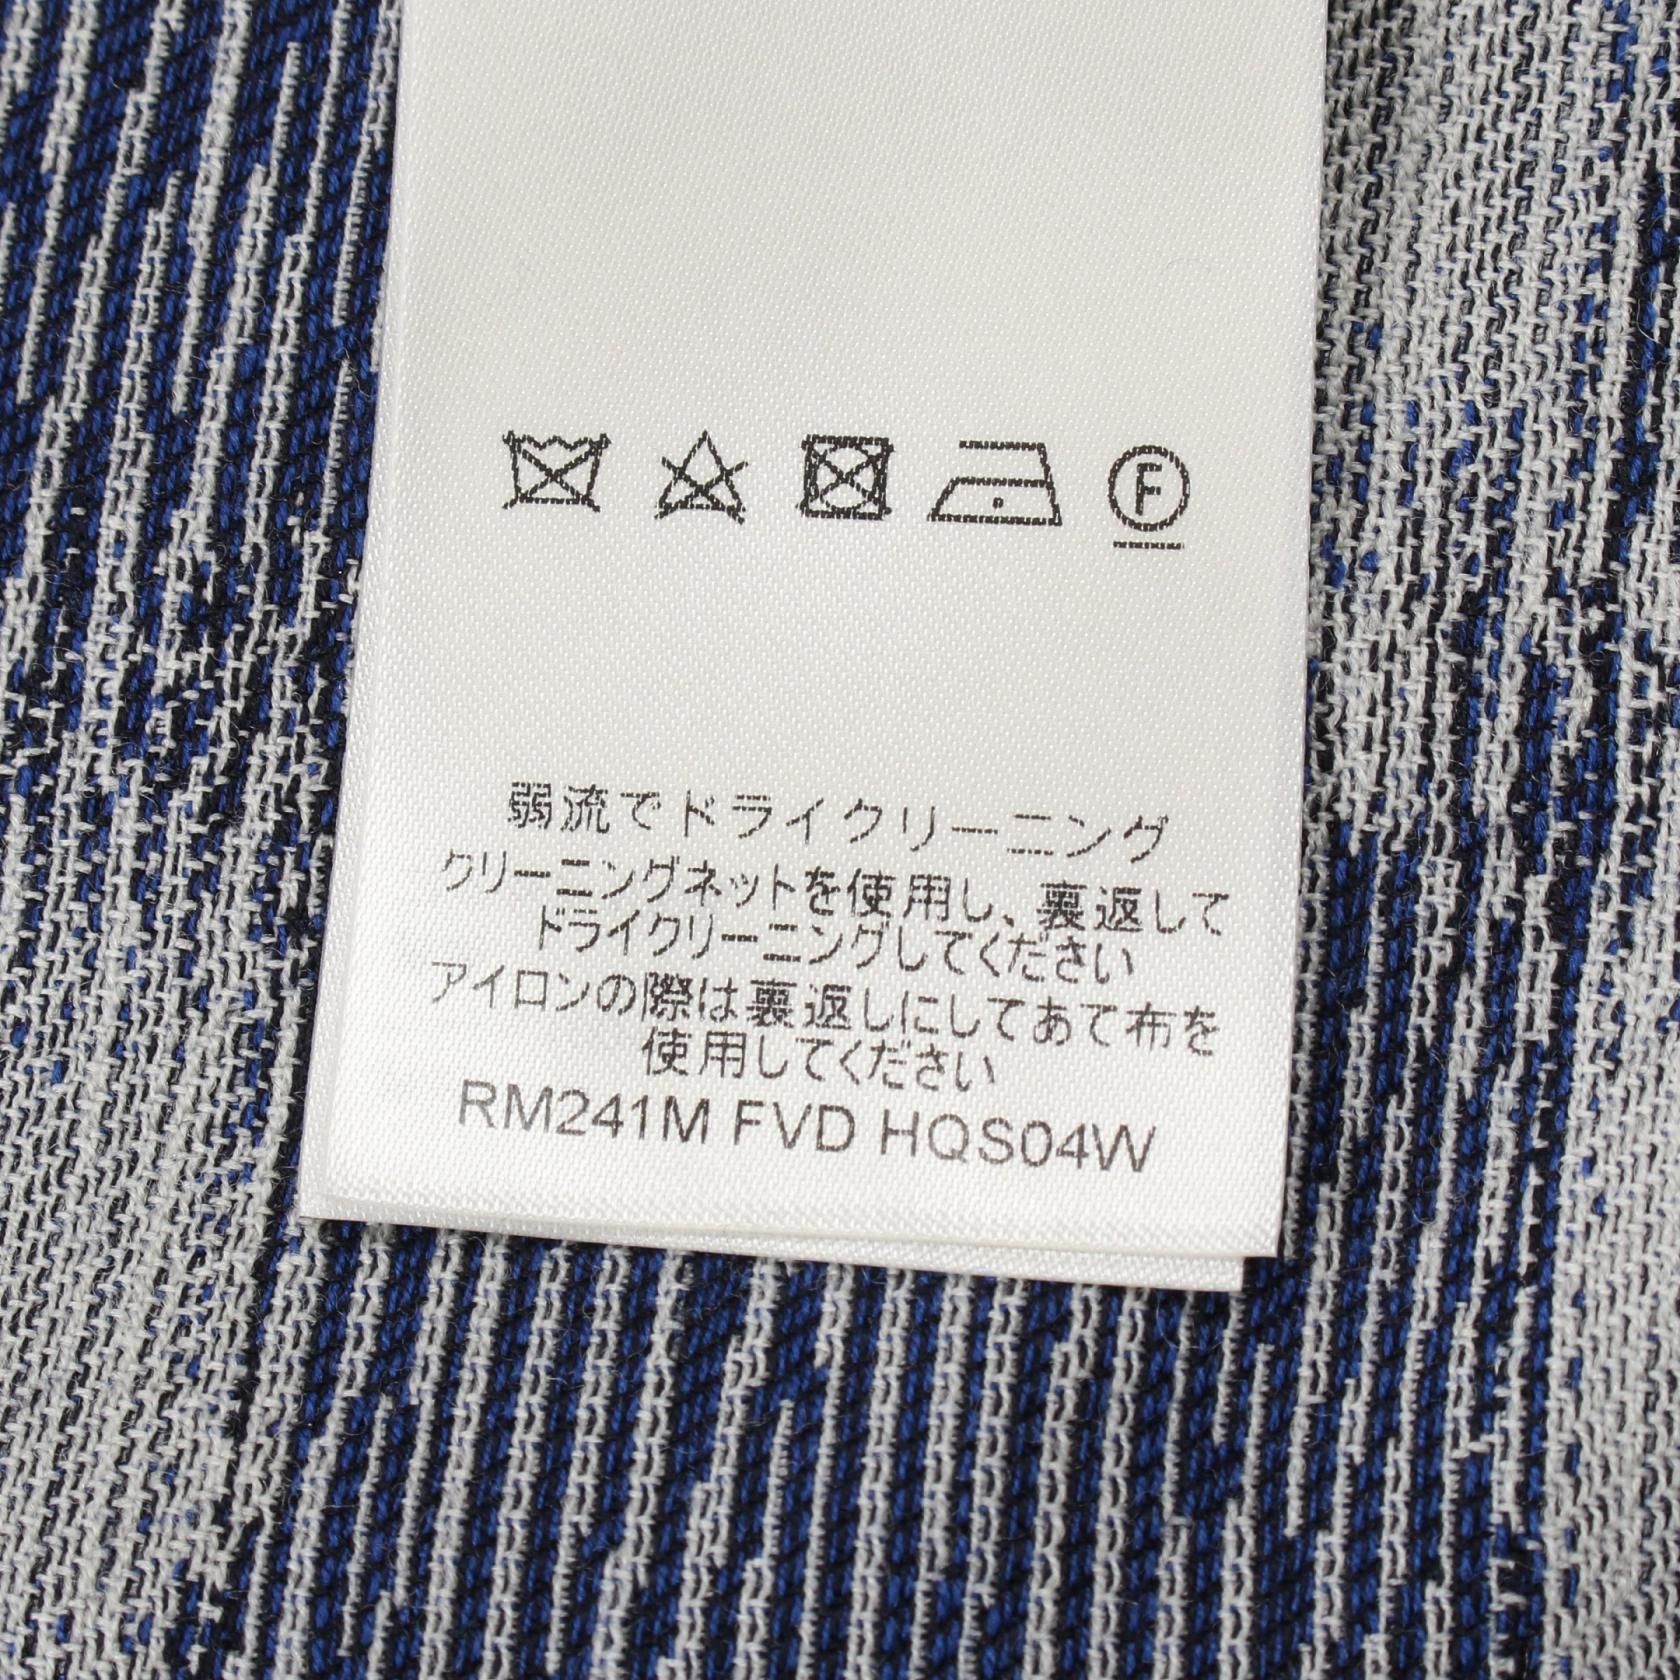 F
弱流でドライクリーニング
クリーニングネットを使用し、裏返して
ドライクリーニングしてください
アイロンの際は裏返しにしてあて布を
使用してください
RM241M FVD HQS04W